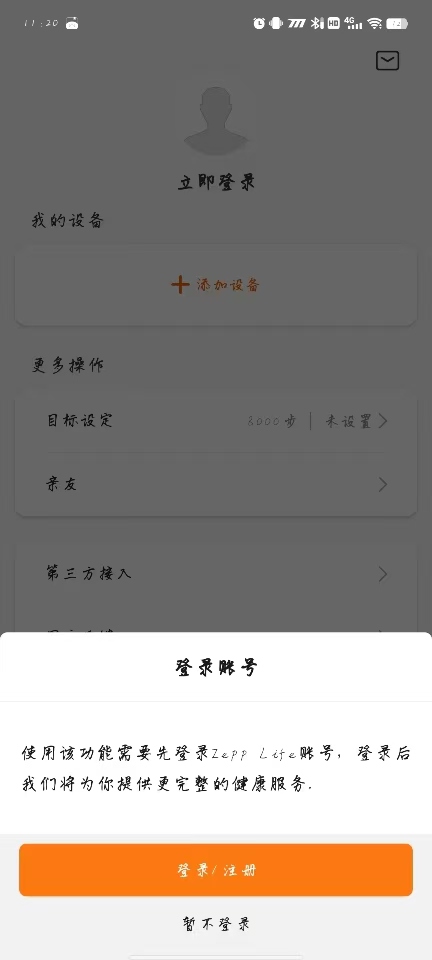 11:20
HD 4G 74
立即登录
我的设备
添加设备
更多操作
目标设定 8000步 | 未设置
亲友
第三方接入
登录账号
使用该功能需要先登录Zepp Life账号，登录后
我们将为你提供更完整的健康服务.
登录/注册
暂不登录